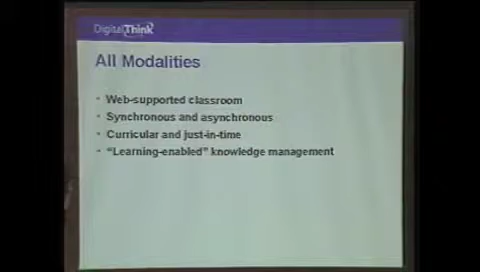 DigitalThink
All Modalities
• Web-supported classroom
• Synchronous and asynchronous
• Curricular and just-in-time
• “Learning-enabled” knowledge management